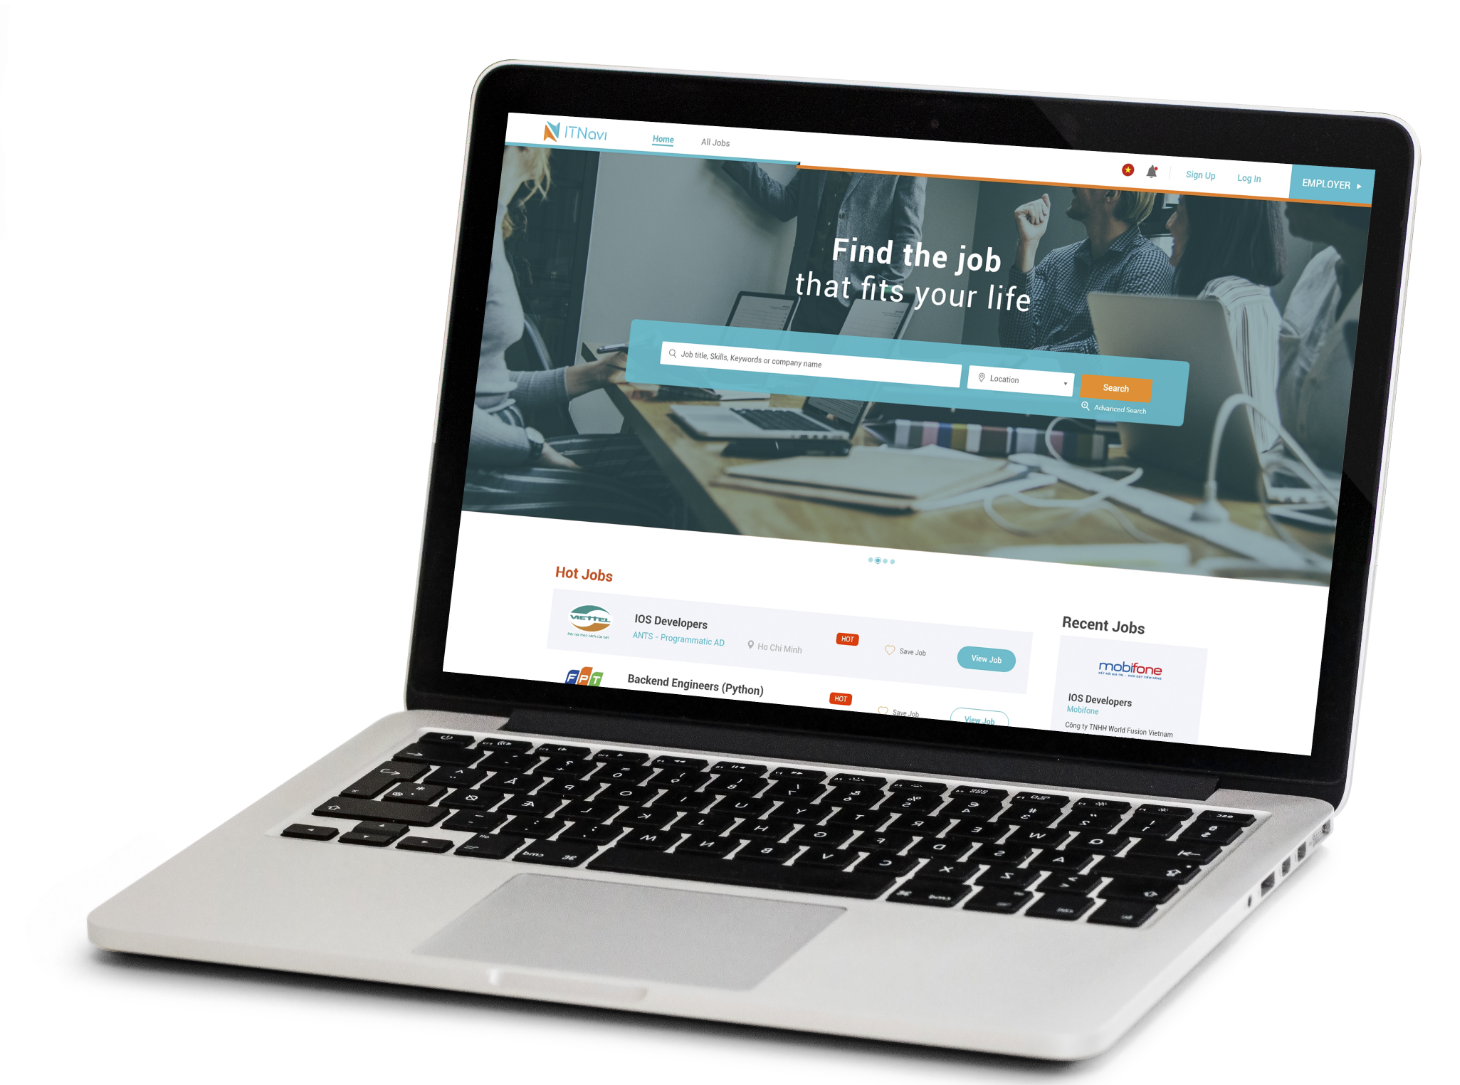 ITNavi
Home
All Jobs
Sign Up
Log In
EMPLOYER
Find the job
that fits your life
Job title, Skills, Keywords or company name
Location
Search
Advanced Search
Hot Jobs
VIETTEL
IOS Developers
ANTS - Programmatic AD
Ho Chi Minh
HOT
Save Job
View Job
FPT
Backend Engineers (Python)
HOT
Save Job
View Job
Recent Jobs
mobifone
IOS Developers
Mobifone
Công ty TNHH World Fusion Vietnam